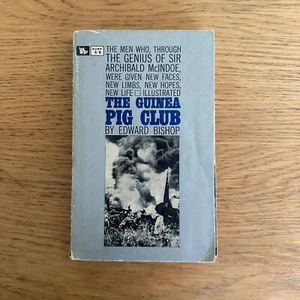 THE MEN WHO, THROUGH
THE GENIUS OF SIR
ARCHIBALD McINDOE,
WERE GIVEN NEW FACES,
NEW LIMBS, NEW HOPES,
NEW LIFE □ ILLUSTRATED
THE GUINEA
PIG CLUB
BY EDWARD BISHOP